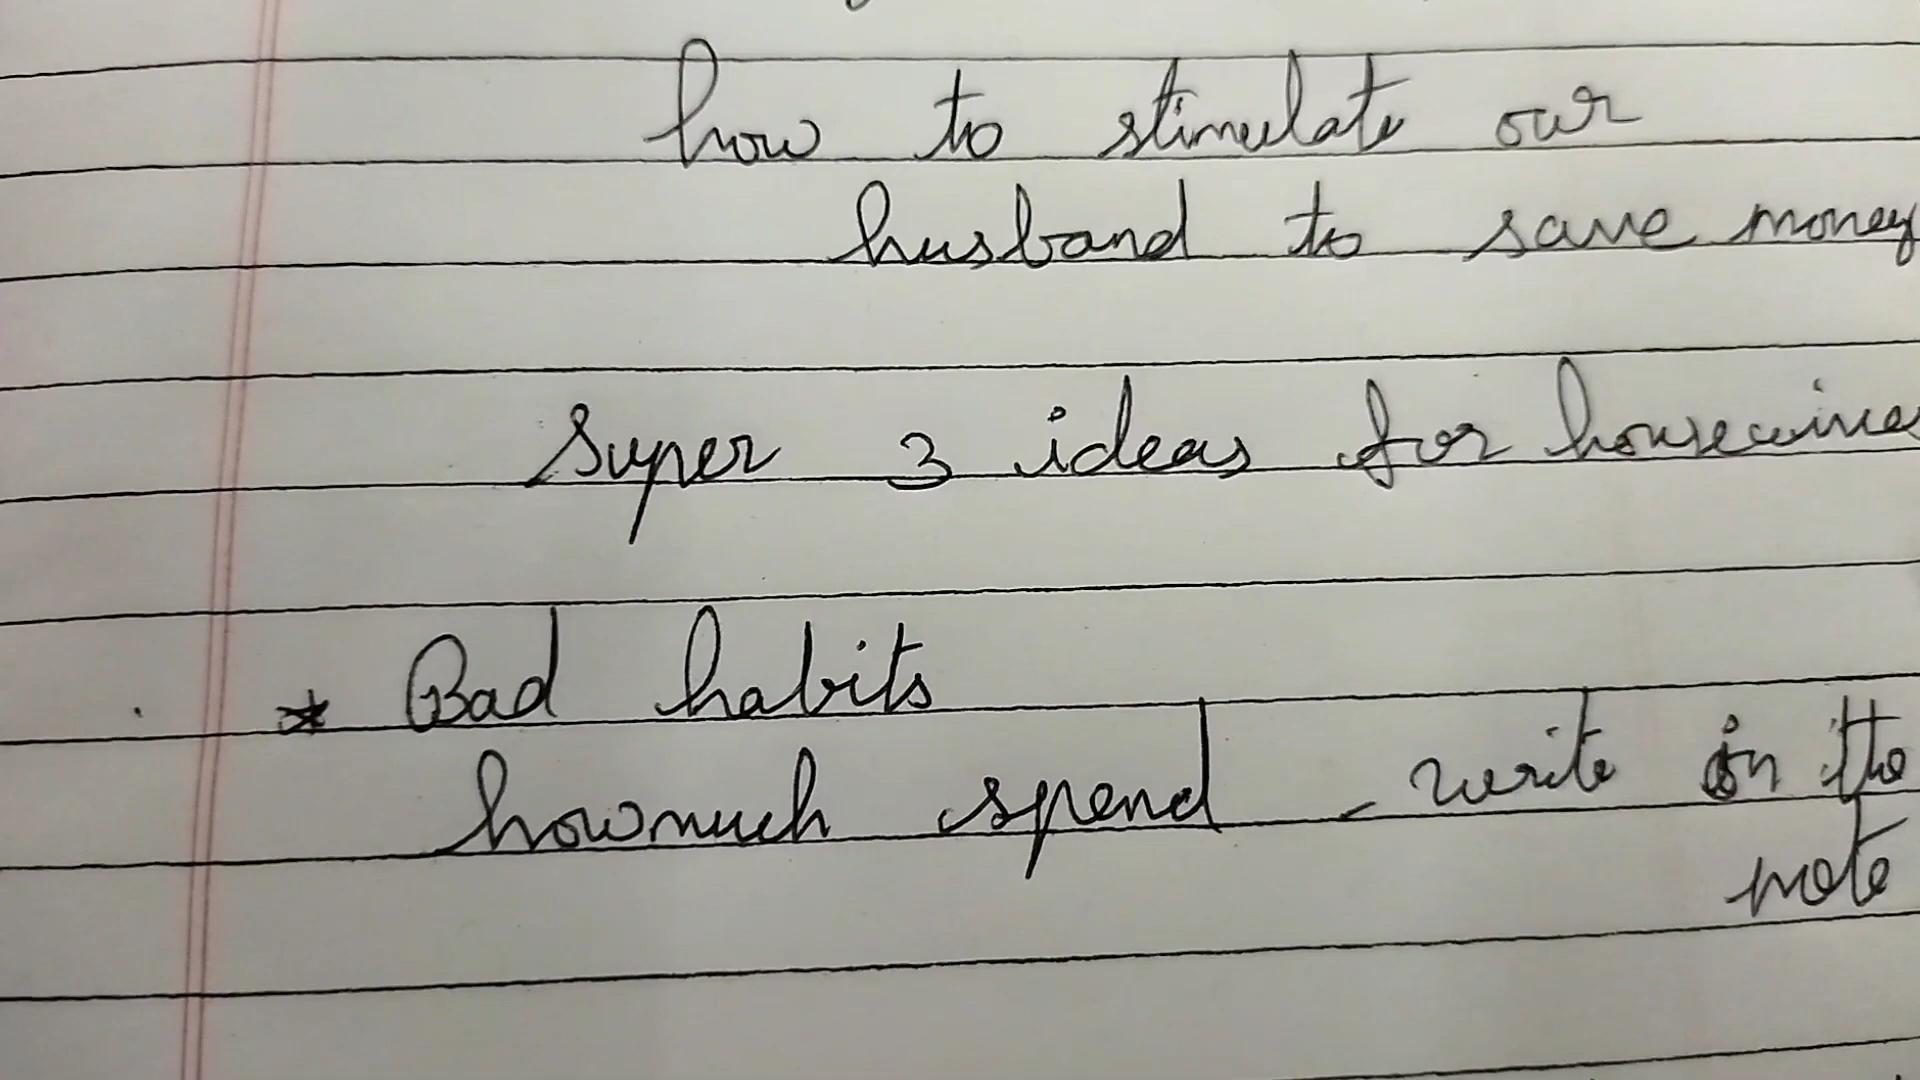 how to stimulate our
husband to save money
Super 3 ideas for housewives
* Bad habits
howmuch spend - write in the
note